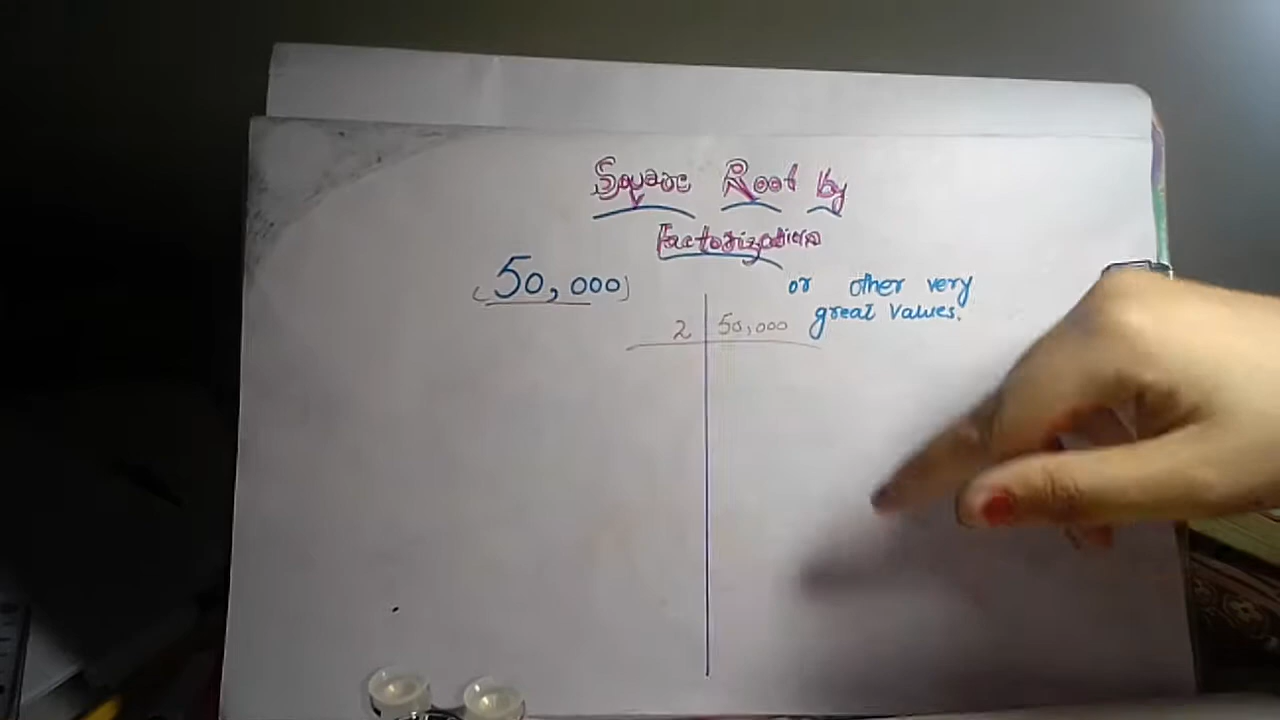 Square Root by
Factorization
(50,000)
or other very
great values.
2 50,000